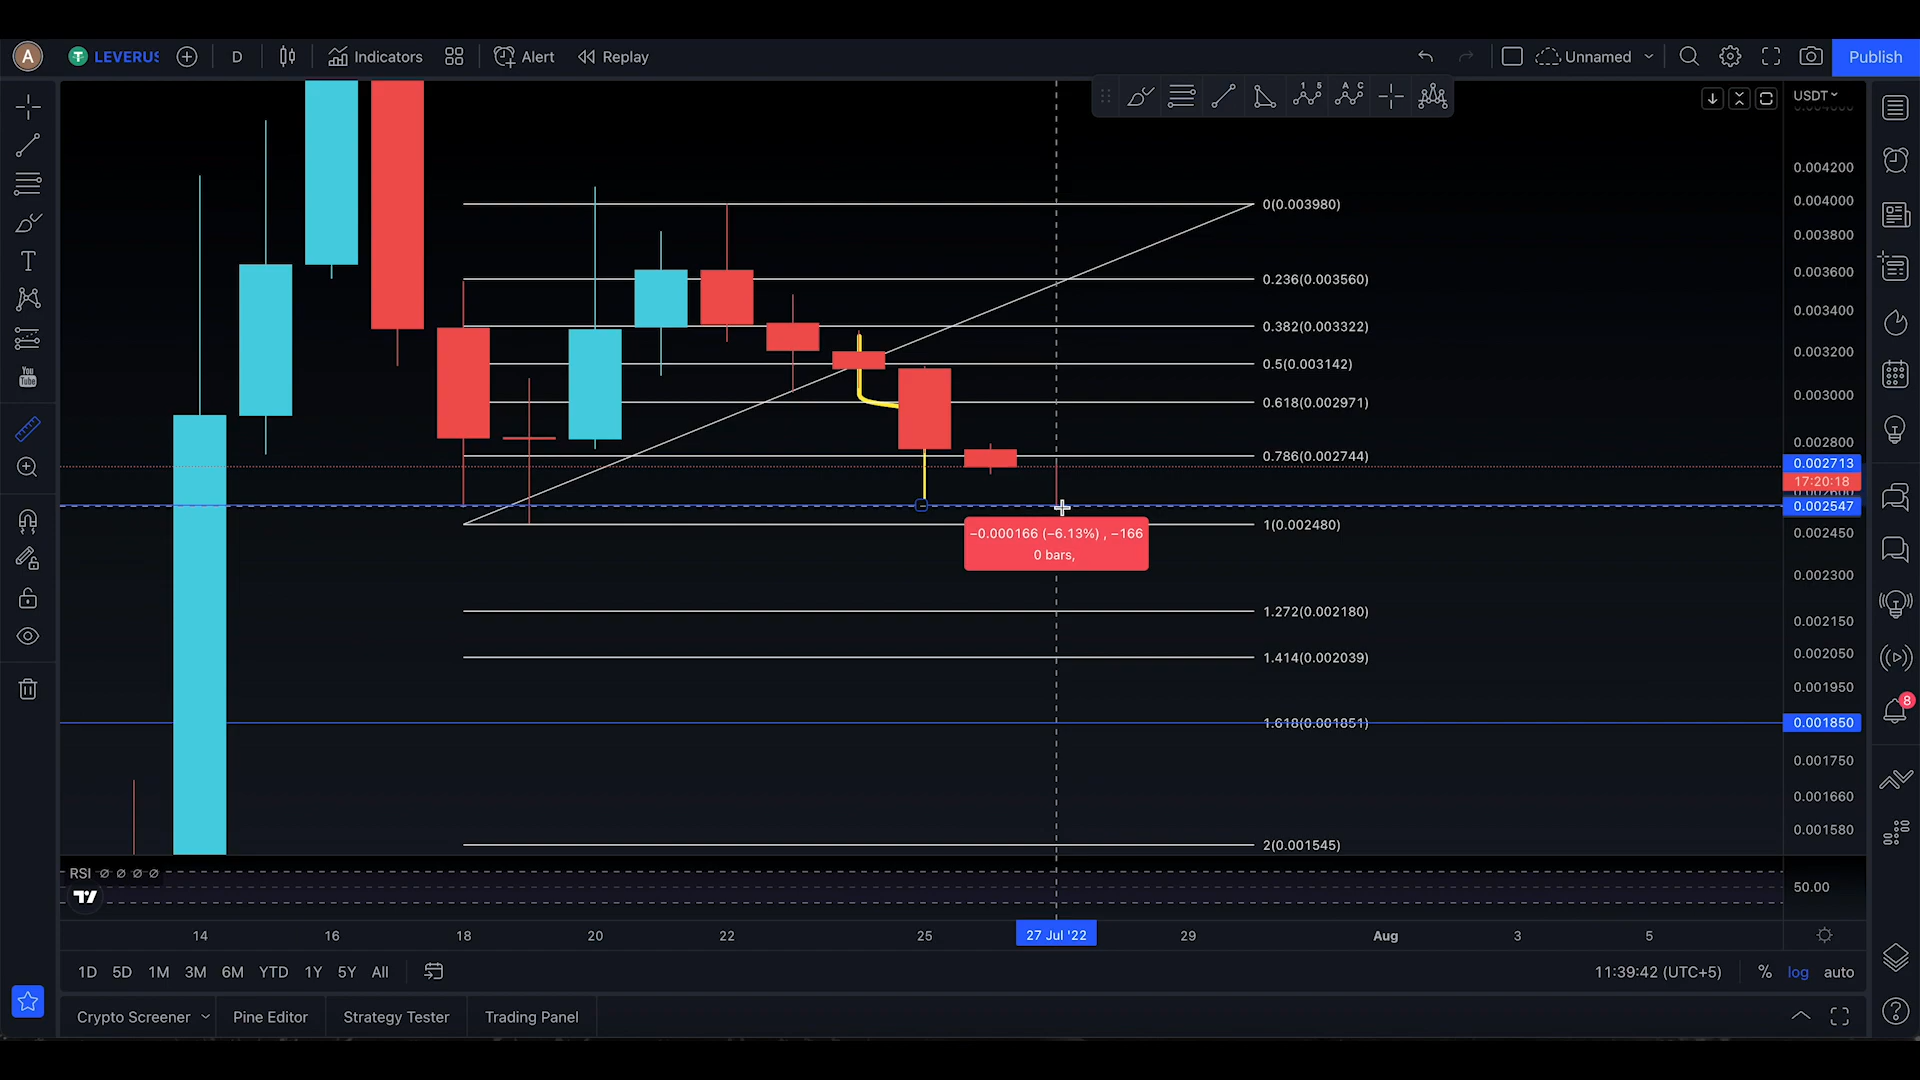 A LEVERUS D Indicators Alert Replay Unnamed Publish
1 5 A C
USDT
0.004200
0(0.003980) 0.004000
0.003800
0.236(0.003560) 0.003600
0.382(0.003322) 0.003400
0.5(0.003142) 0.003200
0.618(0.002971) 0.003000
0.786(0.002744) 0.002800
0.002713
17:20:18
0.002547
1(0.002480) 0.002450
−0.000166 (−6.13%) , −166
0 bars,
0.002300
1.272(0.002180) 0.002150
1.414(0.002039) 0.002050
0.001950
1.618(0.001851) 0.001850
0.001750
0.001660
0.001580
2(0.001545)
RSI ∅ ∅ ∅ ∅
50.00
14 16 18 20 22 25 27 Jul '22 29 Aug 3 5
1D 5D 1M 3M 6M YTD 1Y 5Y All 11:39:42 (UTC+5) % log auto
Crypto Screener Pine Editor Strategy Tester Trading Panel
T
You
Tube
8